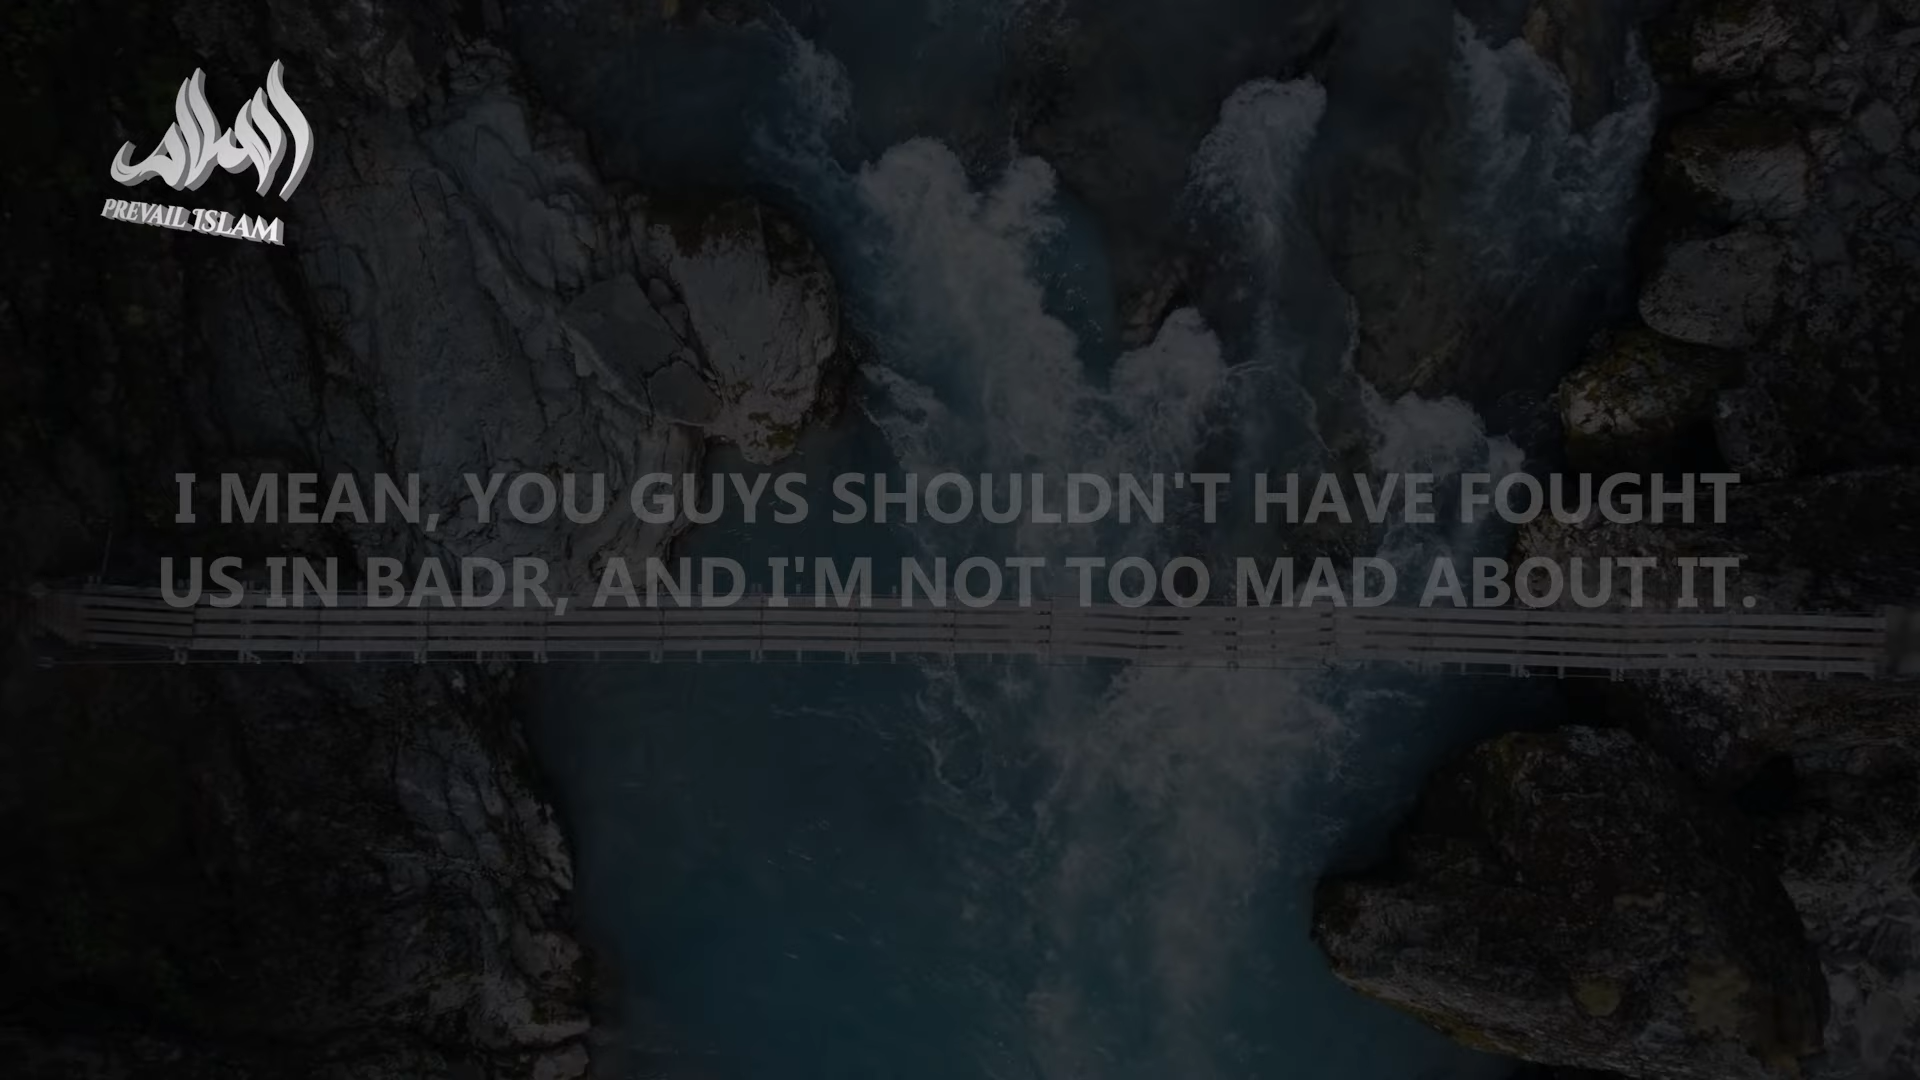 PREVAIL ISLAM
I MEAN, YOU GUYS SHOULDN'T HAVE FOUGHT
US IN BADR, AND I'M NOT TOO MAD ABOUT IT.